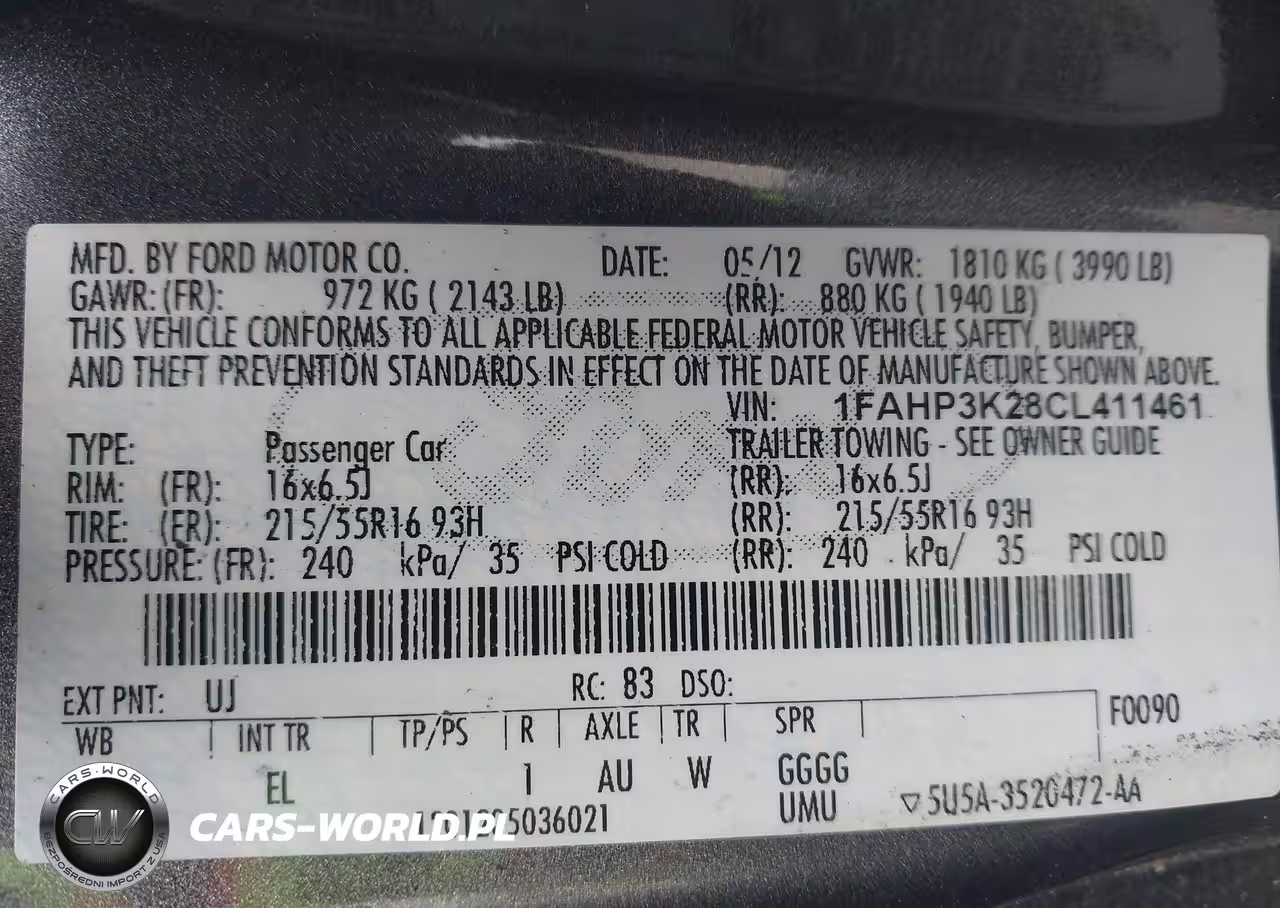 MFD. BY FORD MOTOR CO. DATE: 05/12 GVWR: 1810 KG ( 3990 LB)
GAWR: (FR): 972 KG ( 2143 LB) (RR): 880 KG ( 1940 LB)
THIS VEHICLE CONFORMS TO ALL APPLICABLE FEDERAL MOTOR VEHICLE SAFETY, BUMPER,
AND THEFT PREVENTION STANDARDS IN EFFECT ON THE DATE OF MANUFACTURE SHOWN ABOVE.
VIN: 1FAHP3K28CL411461
TYPE: Passenger Car TRAILER TOWING - SEE OWNER GUIDE
RIM: (FR): 16x6.5J (RR): 16x6.5J
TIRE: (FR): 215/55R16 93H (RR): 215/55R16 93H
PRESSURE: (FR): 240 kPa/ 35 PSI COLD (RR): 240 kPa/ 35 PSI COLD
EXT PNT: UJ RC: 83 DSO:
WB INT TR TP/PS R AXLE TR SPR F0090
EL 1 AU W GGGG
UMU ▽5U5A-3520472-AA
CARS-WORLD.PL
CARS-WORLD
CW
BEZPOŚREDNI IMPORT Z USA